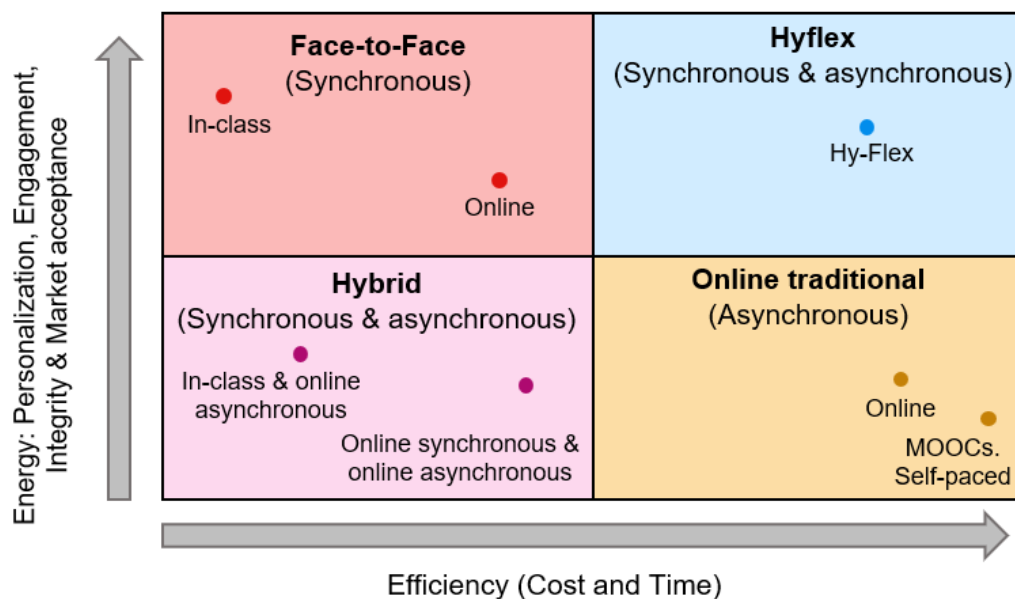 Energy: Personalization, Engagement,
Integrity & Market acceptance
Face-to-Face
(Synchronous)
In-class
Online
Hyflex
(Synchronous & asynchronous)
Hy-Flex
Hybrid
(Synchronous & asynchronous)
In-class & online
asynchronous
Online synchronous &
online asynchronous
Online traditional
(Asynchronous)
Online
MOOCs.
Self-paced
Efficiency (Cost and Time)